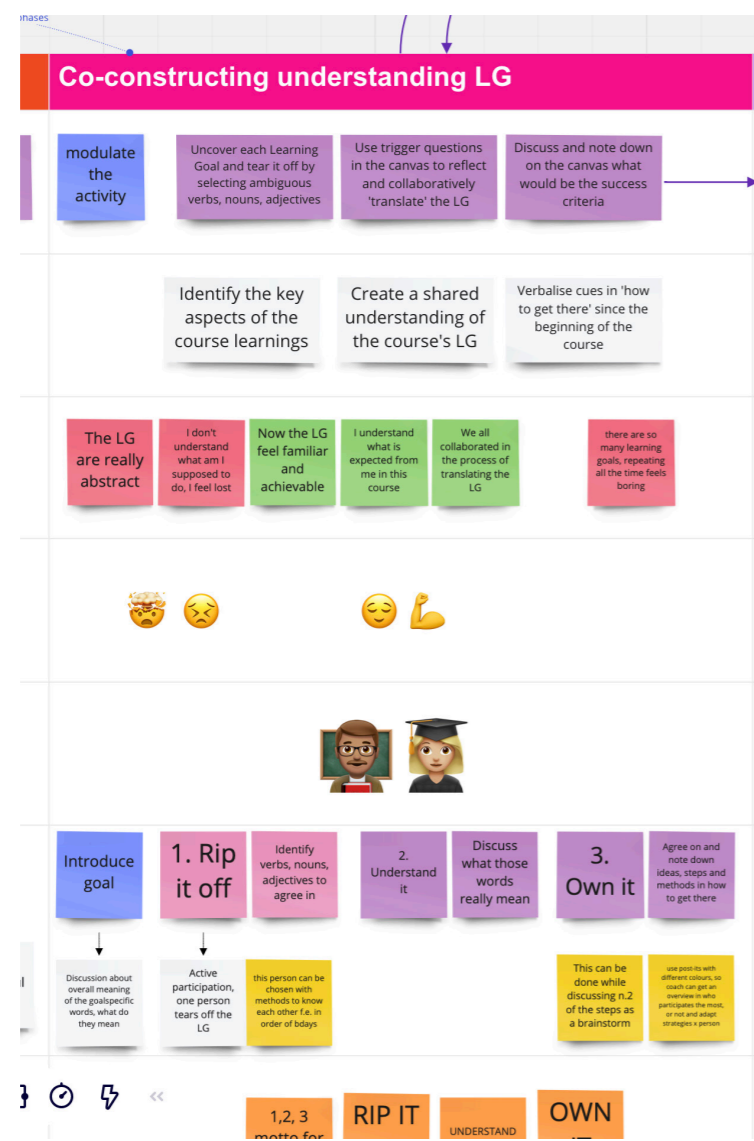 phases
Co-constructing understanding LG
modulate
the
activity
Uncover each Learning
Goal and tear it off by
selecting ambiguous
verbs, nouns, adjectives
Use trigger questions
in the canvas to reflect
and collaboratively
'translate' the LG
Discuss and note down
on the canvas what
would be the success
criteria
Identify the key
aspects of the
course learnings
Create a shared
understanding of
the course's LG
Verbalise cues in 'how
to get there' since the
beginning of the
course
The LG
are really
abstract
I don't
understand
what am I
supposed to
do, I feel lost
Now the LG
feel familiar
and
achievable
I understand
what is
expected from
me in this
course
We all
collaborated in
the process of
translating the
LG
there are so
many learning
goals, repeating
all the time feels
boring
Introduce
goal
1. Rip
it off
Identify
verbs, nouns,
adjectives to
agree in
2.
Understand
it
Discuss
what those
words
really mean
3.
Own it
Agree on and
note down
ideas, steps and
methods in how
to get there
Discussion about
overall meaning
of the goalspecific
words, what do
they mean
Active
participation,
one person
tears off the
LG
this person can be
chosen with
methods to know
each other f.e. in
order of bdays
This can be
done while
discussing n.2
of the steps as
a brainstorm
use post-its with
different colours, so
coach can get an
overview in who
participates the most,
or not and adapt
strategies x person
1,2, 3
motto for
RIP IT
UNDERSTAND
OWN